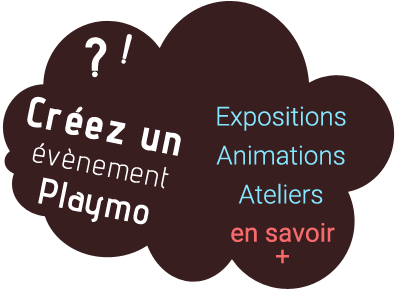 ? !
Créez un
évènement
Playmo
Expositions
Animations
Ateliers
en savoir
+